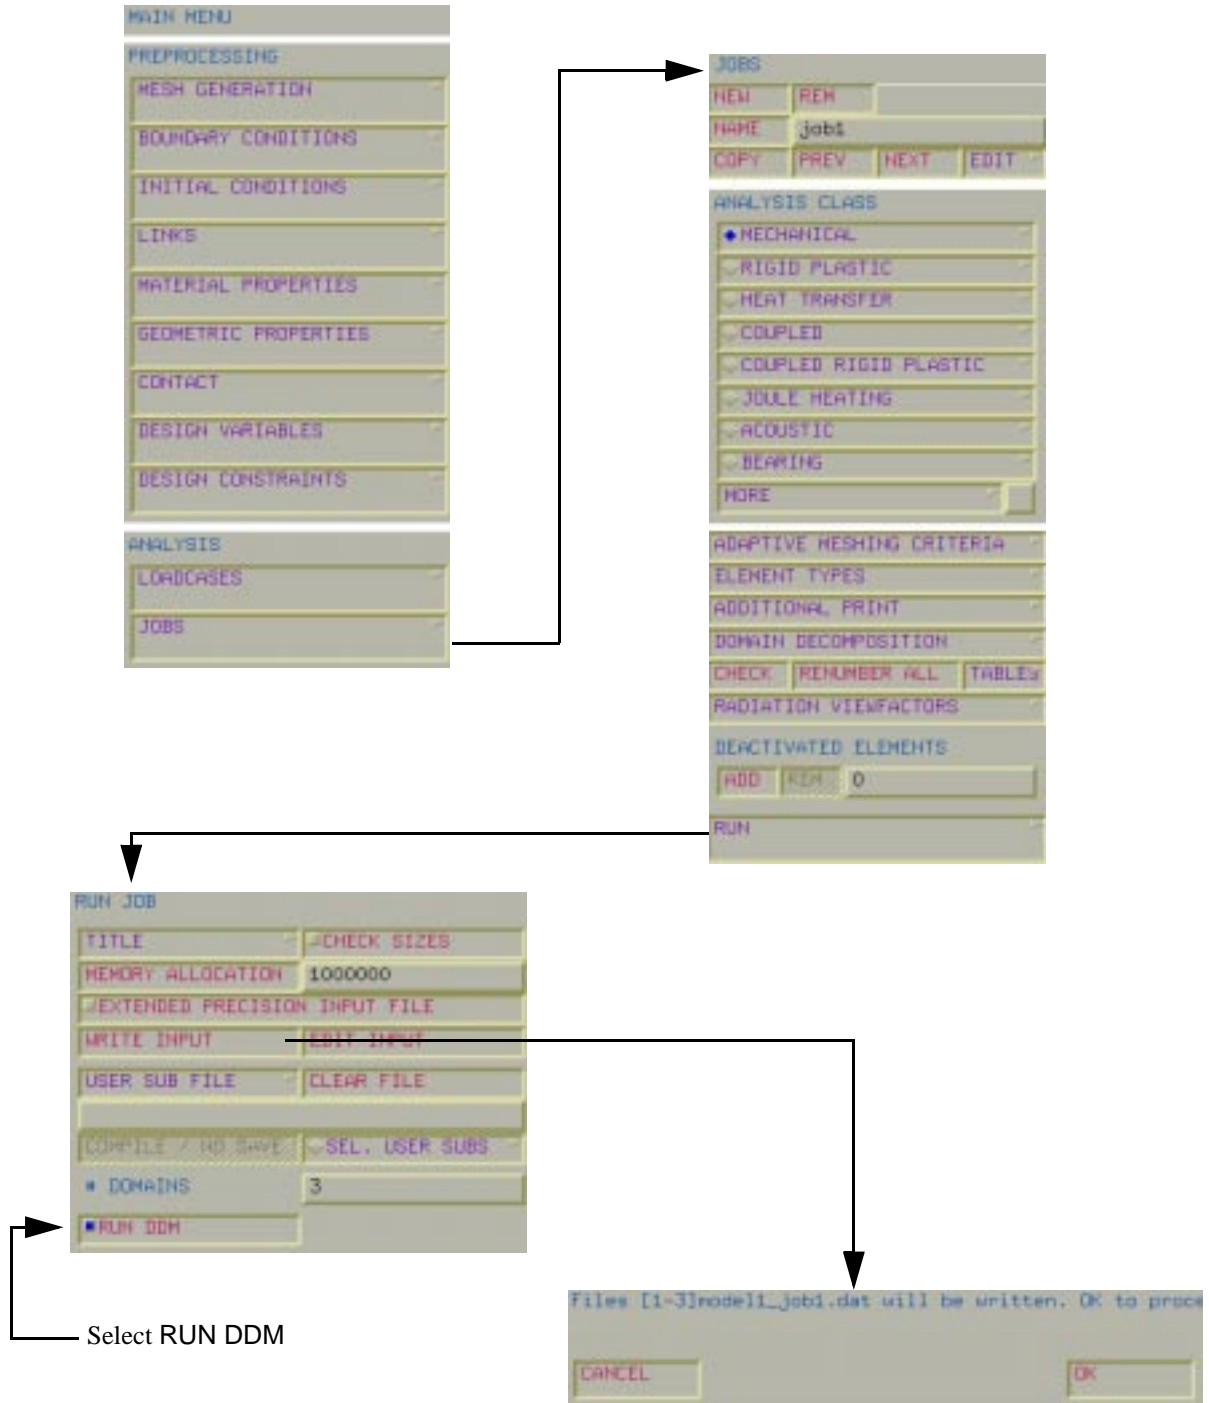 MAIN MENU
PREPROCESSING
MESH GENERATION
BOUNDARY CONDITIONS
INITIAL CONDITIONS
LINKS
MATERIAL PROPERTIES
GEOMETRIC PROPERTIES
CONTACT
DESIGN VARIABLES
DESIGN CONSTRAINTS
ANALYSIS
LOADCASES
JOBS
JOBS
NEW REM
NAME job1
COPY PREV NEXT EDIT
ANALYSIS CLASS
MECHANICAL
RIGID PLASTIC
HEAT TRANSFER
COUPLED
COUPLED RIGID PLASTIC
JOULE HEATING
ACOUSTIC
BEARING
MORE
ADAPTIVE MESHING CRITERIA
ELEMENT TYPES
ADDITIONAL PRINT
DOMAIN DECOMPOSITION
CHECK RENUMBER ALL TABLES
RADIATION VIEWFACTORS
DEACTIVATED ELEMENTS
ADD REM 0
RUN
RUN JOB
TITLE CHECK SIZES
MEMORY ALLOCATION 1000000
EXTENDED PRECISION INPUT FILE
WRITE INPUT EDIT INPUT
USER SUB FILE CLEAR FILE
COMPILE / NO SAVE SEL. USER SUBS
# DOMAINS 3
RUN DDM
Select RUN DDM
Files [1-3]model1_job1.dat will be written. OK to proce
CANCEL OK